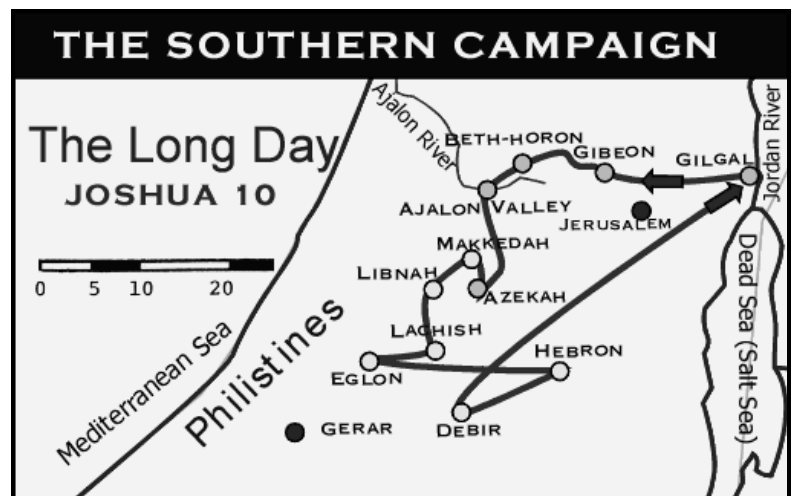 THE SOUTHERN CAMPAIGN
The Long Day
JOSHUA 10
0 5 10 20
Ajalon River
BETH-HORON
GIBEON
GILGAL
Jordan River
AJALON VALLEY
JERUSALEM
MAKKEDAH
LIBNAH
AZEKAH
Dead Sea (Salt Sea)
LACHISH
HEBRON
EGLON
Mediterranean Sea
Philistines
GERAR
DEBIR